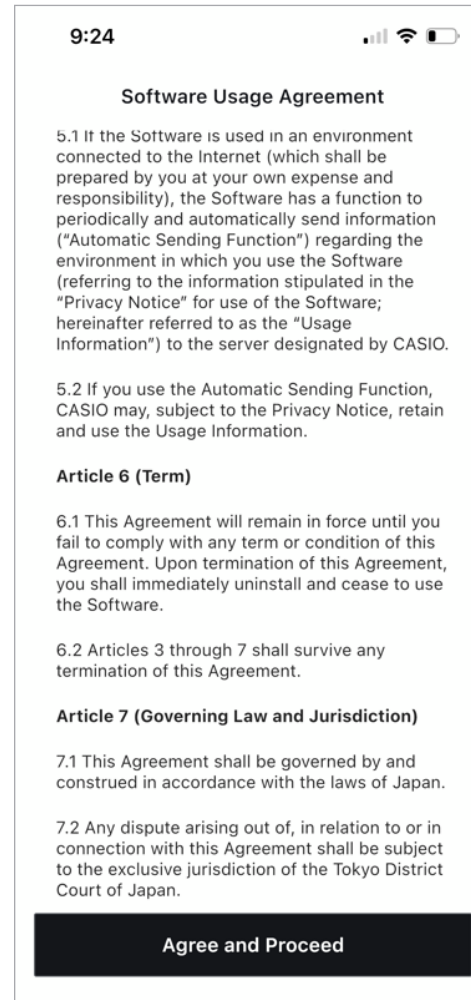 9:24
Software Usage Agreement
5.1 If the Software is used in an environment
connected to the Internet (which shall be
prepared by you at your own expense and
responsibility), the Software has a function to
periodically and automatically send information
(“Automatic Sending Function”) regarding the
environment in which you use the Software
(referring to the information stipulated in the
“Privacy Notice” for use of the Software;
hereinafter referred to as the “Usage
Information”) to the server designated by CASIO.
5.2 If you use the Automatic Sending Function,
CASIO may, subject to the Privacy Notice, retain
and use the Usage Information.
Article 6 (Term)
6.1 This Agreement will remain in force until you
fail to comply with any term or condition of this
Agreement. Upon termination of this Agreement,
you shall immediately uninstall and cease to use
the Software.
6.2 Articles 3 through 7 shall survive any
termination of this Agreement.
Article 7 (Governing Law and Jurisdiction)
7.1 This Agreement shall be governed by and
construed in accordance with the laws of Japan.
7.2 Any dispute arising out of, in relation to or in
connection with this Agreement shall be subject
to the exclusive jurisdiction of the Tokyo District
Court of Japan.
Agree and Proceed